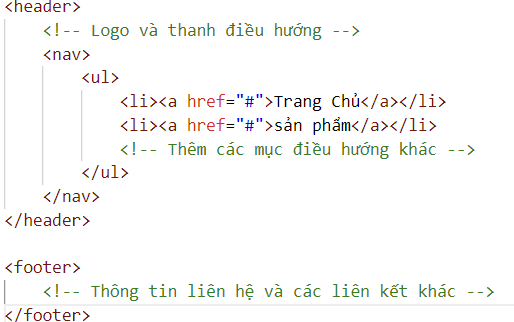 <header>
<!-- Logo và thanh điều hướng -->
<nav>
<ul>
<li><a href="#">Trang Chủ</a></li>
<li><a href="#">sản phẩm</a></li>
<!-- Thêm các mục điều hướng khác -->
</ul>
</nav>
</header>
<footer>
<!-- Thông tin liên hệ và các liên kết khác -->
</footer>